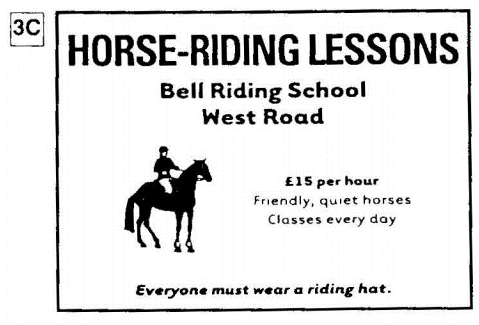 3C
HORSE-RIDING LESSONS
Bell Riding School
West Road
£15 per hour
Friendly, quiet horses
Classes every day
Everyone must wear a riding hat.